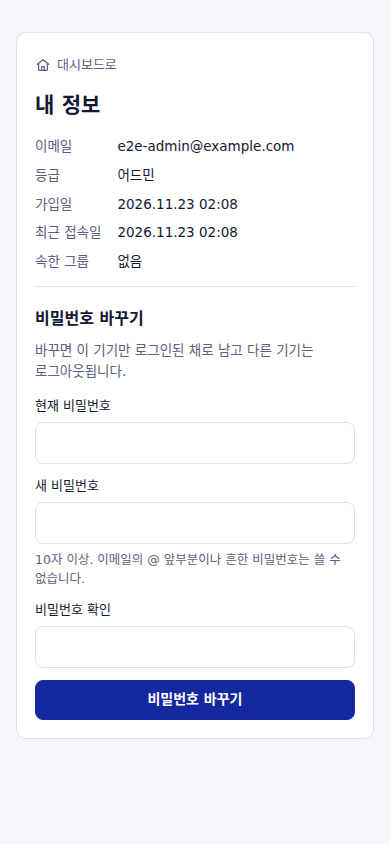 대시보드로
내 정보
이메일 e2e-admin@example.com
등급 어드민
가입일 2026.11.23 02:08
최근 접속일 2026.11.23 02:08
속한 그룹 없음
비밀번호 바꾸기
바꾸면 이 기기만 로그인된 채로 남고 다른 기기는
로그아웃됩니다.
현재 비밀번호
새 비밀번호
10자 이상. 이메일의 @ 앞부분이나 흔한 비밀번호는 쓸 수
없습니다.
비밀번호 확인
비밀번호 바꾸기